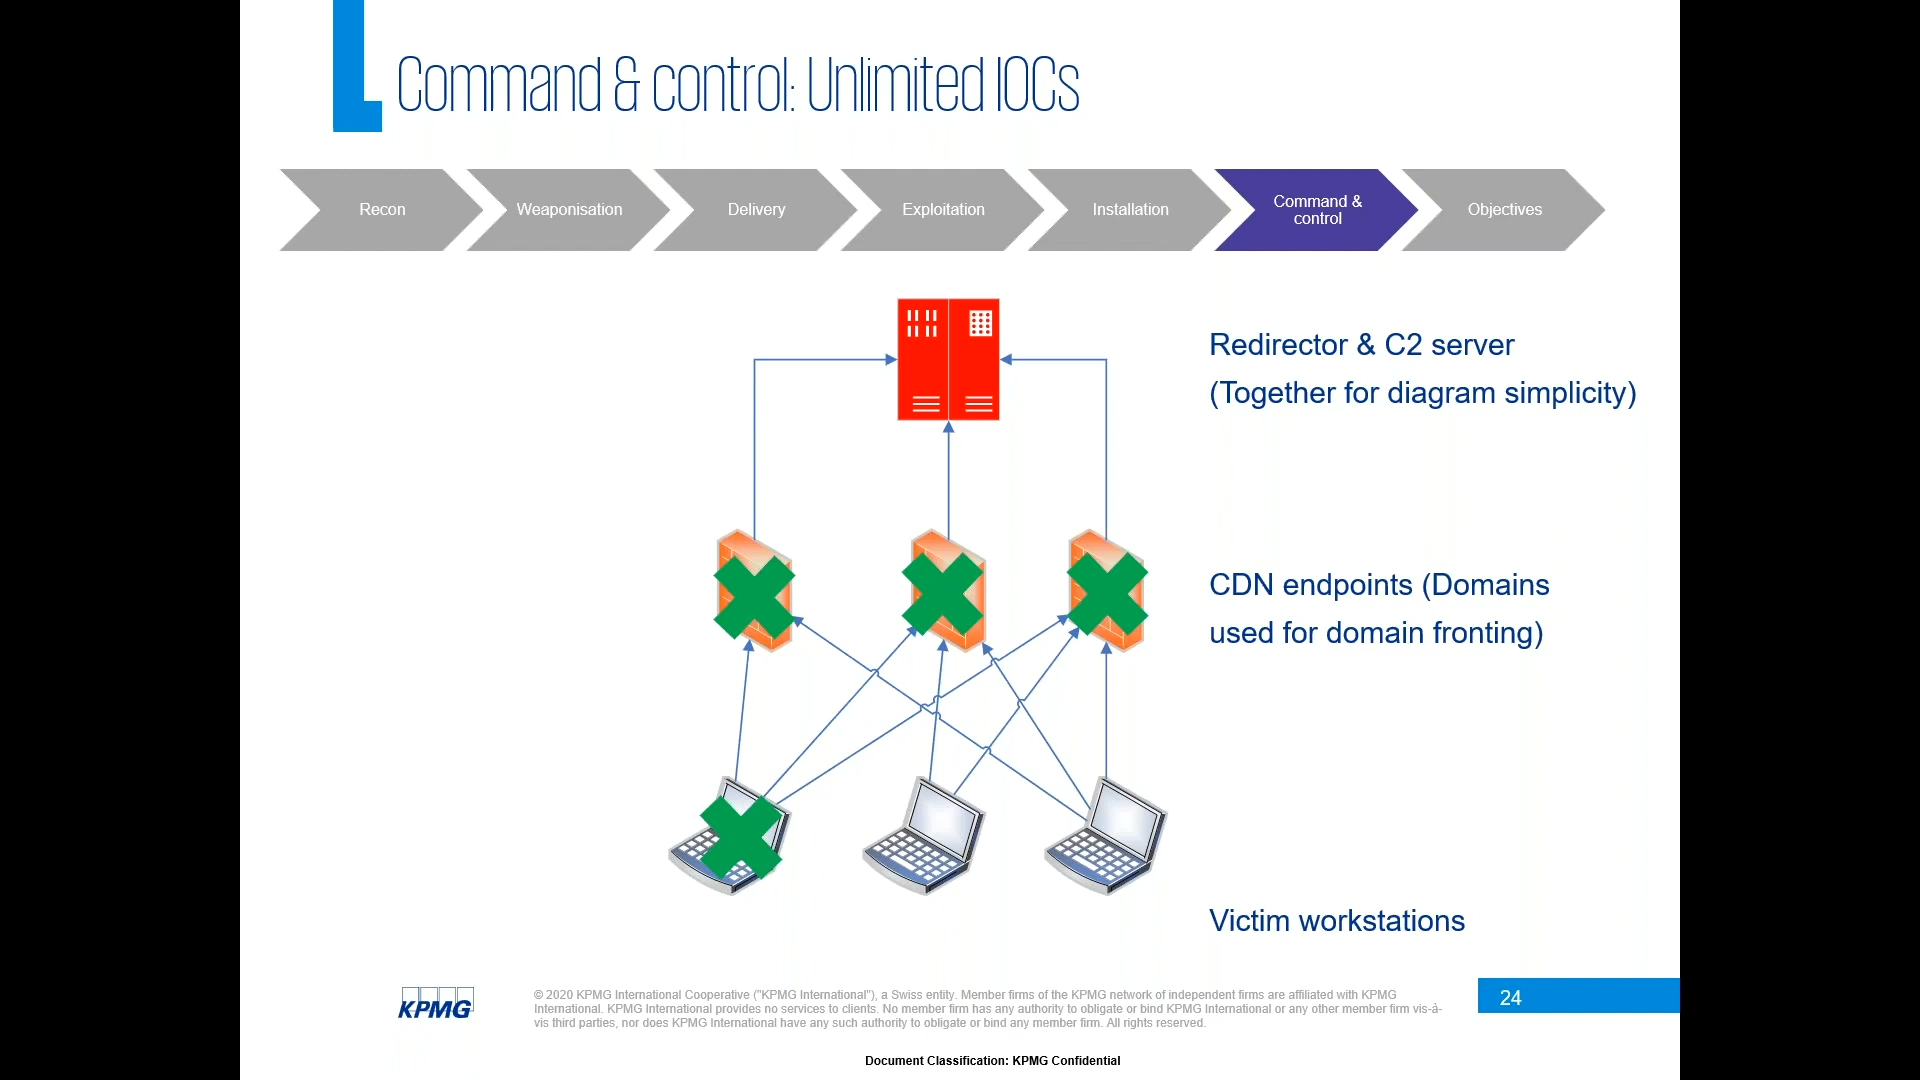 Command & control: Unlimited IOCs
Recon
Weaponisation
Delivery
Exploitation
Installation
Command &
control
Objectives
Redirector & C2 server
(Together for diagram simplicity)
CDN endpoints (Domains
used for domain fronting)
Victim workstations
KPMG
© 2020 KPMG International Cooperative ("KPMG International"), a Swiss entity. Member firms of the KPMG network of independent firms are affiliated with KPMG
International. KPMG International provides no services to clients. No member firm has any authority to obligate or bind KPMG International or any other member firm vis-à-
vis third parties, nor does KPMG International have any such authority to obligate or bind any member firm. All rights reserved.
24
Document Classification: KPMG Confidential